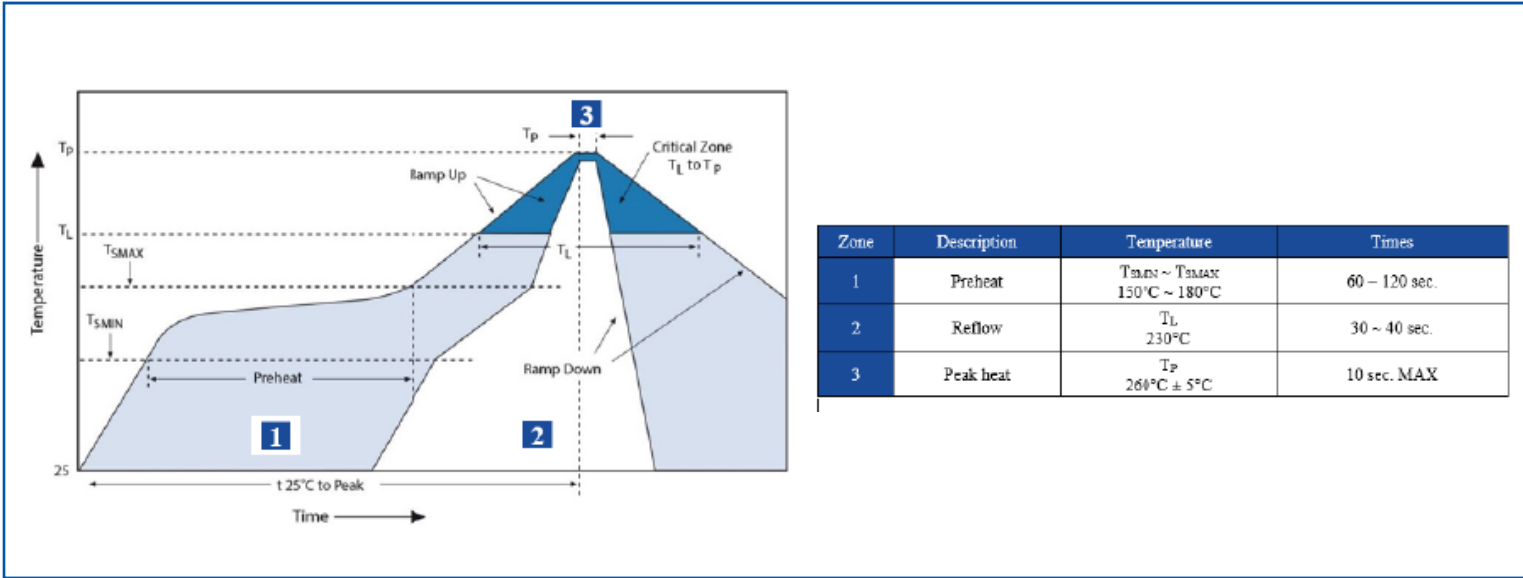 3
TP
TP
Critical Zone
TL to TP
Ramp Up
TL
TL
TSMAX
TSMIN
Temperature
Preheat
Ramp Down
1
2
25
t 25°C to Peak
Time
Zone Description Temperature Times
1 Preheat TSMIN ~ TSMAX 60 – 120 sec.
150°C ~ 180°C
2 Reflow TL 30 ~ 40 sec.
230°C
3 Peak heat TP 10 sec. MAX
260°C ± 5°C